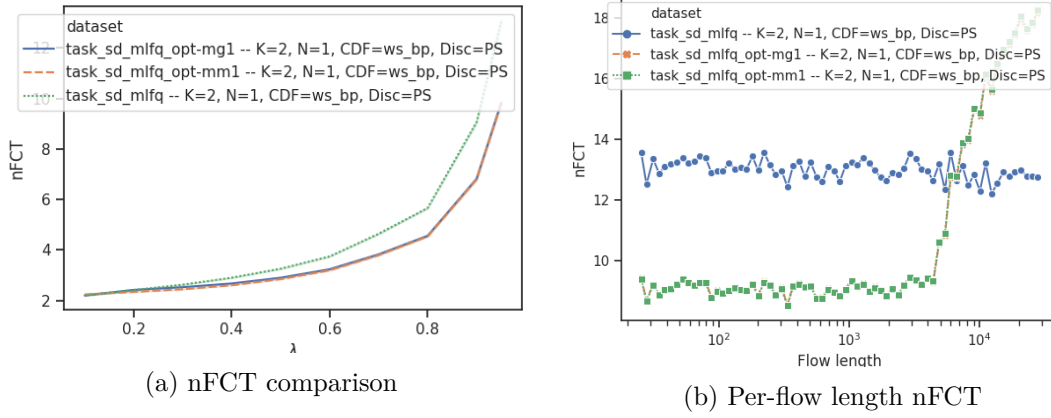 dataset
task_sd_mlfq_opt-mg1 -- K=2, N=1, CDF=ws_bp, Disc=PS
task_sd_mlfq_opt-mm1 -- K=2, N=1, CDF=ws_bp, Disc=PS
task_sd_mlfq -- K=2, N=1, CDF=ws_bp, Disc=PS
12
10
8
6
4
2
nFCT
0.2
0.4
0.6
0.8
λ
(a) nFCT comparison
dataset
task_sd_mlfq -- K=2, N=1, CDF=ws_bp, Disc=PS
task_sd_mlfq_opt-mg1 -- K=2, N=1, CDF=ws_bp, Disc=PS
task_sd_mlfq_opt-mm1 -- K=2, N=1, CDF=ws_bp, Disc=PS
18
16
14
12
10
nFCT
10²
10³
10⁴
Flow length
(b) Per-flow length nFCT